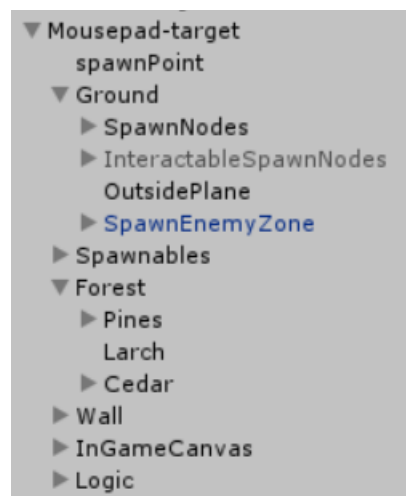 Mousepad-target
spawnPoint
Ground
SpawnNodes
InteractableSpawnNodes
OutsidePlane
SpawnEnemyZone
Spawnables
Forest
Pines
Larch
Cedar
Wall
InGameCanvas
Logic